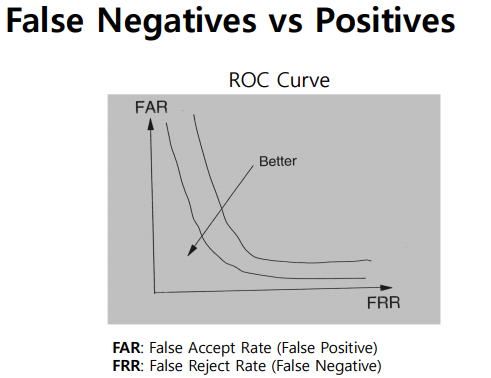 False Negatives vs Positives
ROC Curve
FAR
Better
FRR
FAR: False Accept Rate (False Positive)
FRR: False Reject Rate (False Negative)